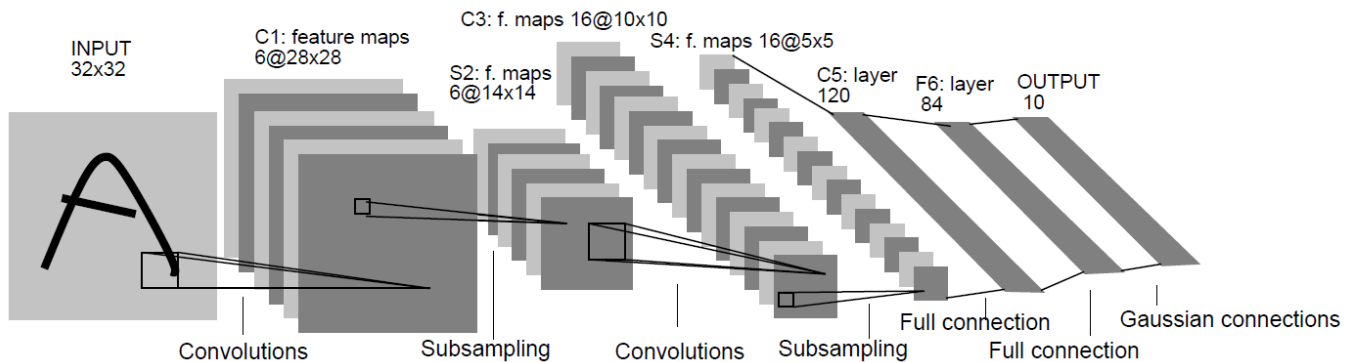 INPUT
32x32
C1: feature maps
6@28x28
S2: f. maps
6@14x14
C3: f. maps 16@10x10
S4: f. maps 16@5x5
C5: layer
120
F6: layer
84
OUTPUT
10
Convolutions
Subsampling
Convolutions
Subsampling
Full connection
Full connection
Gaussian connections